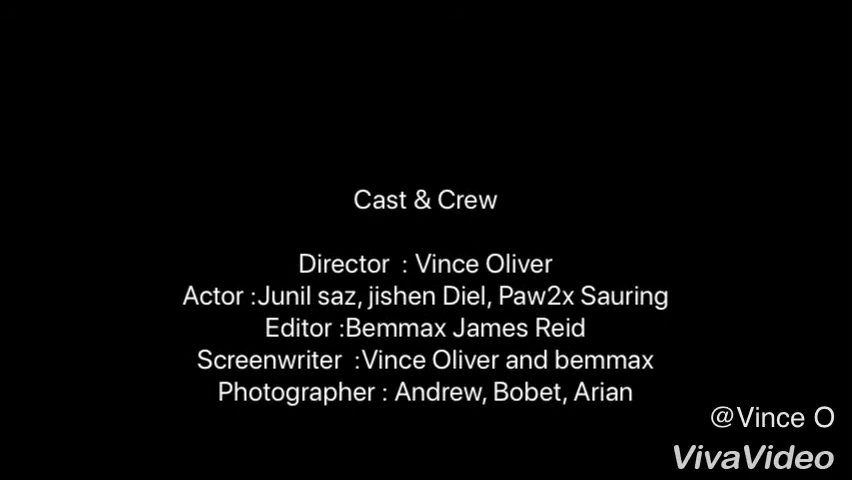 Cast & Crew
Director : Vince Oliver
Actor :Junil saz, jishen Diel, Paw2x Sauring
Editor :Bemmax James Reid
Screenwriter :Vince Oliver and bemmax
Photographer : Andrew, Bobet, Arian
@Vince O
VivaVideo